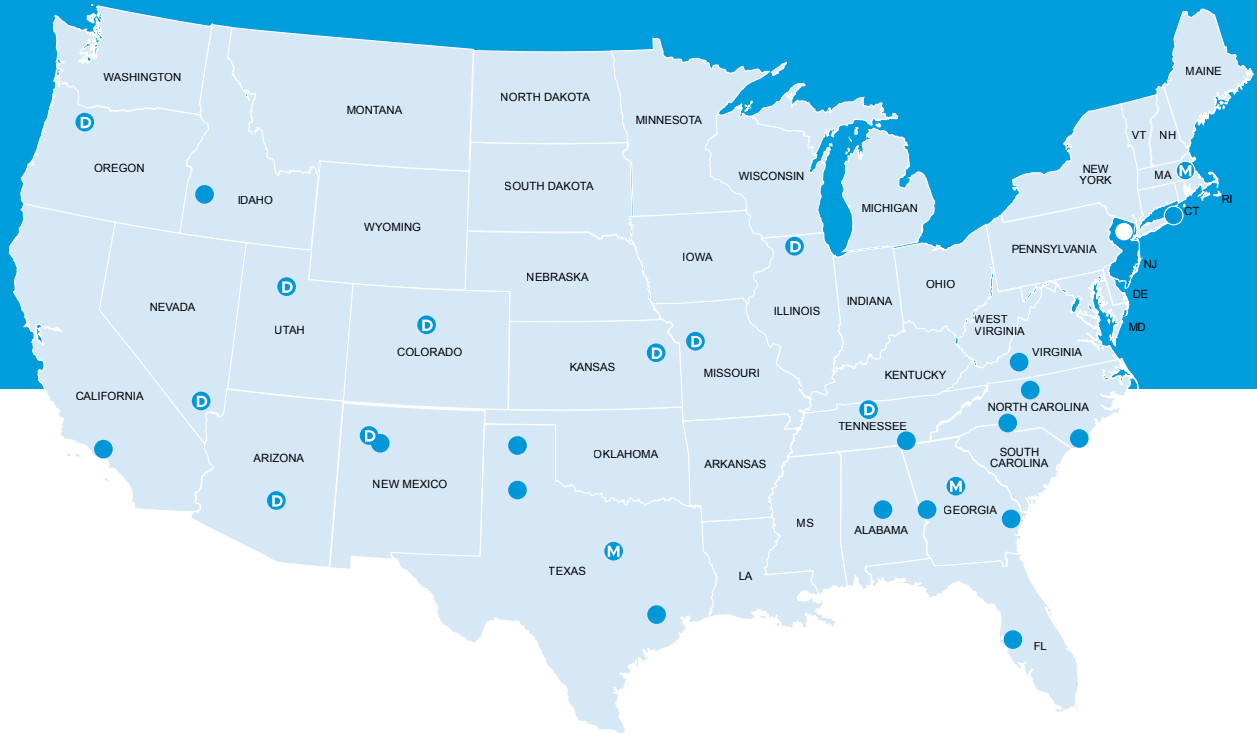 MAINE
WASHINGTON
NORTH DAKOTA
MONTANA
MINNESOTA
VT
NH
D
OREGON
NEW
YORK
MA
M
WISCONSIN
SOUTH DAKOTA
IDAHO
MICHIGAN
RI
CT
WYOMING
D
PENNSYLVANIA
IOWA
NJ
NEBRASKA
OHIO
D
DE
NEVADA
INDIANA
ILLINOIS
UTAH
D
WEST
VIRGINIA
MD
COLORADO
D
D
VIRGINIA
KANSAS
MISSOURI
KENTUCKY
CALIFORNIA
D
D
NORTH CAROLINA
TENNESSEE
D
ARIZONA
OKLAHOMA
ARKANSAS
SOUTH
CAROLINA
NEW MEXICO
M
D
GEORGIA
MS
ALABAMA
M
TEXAS
LA
FL